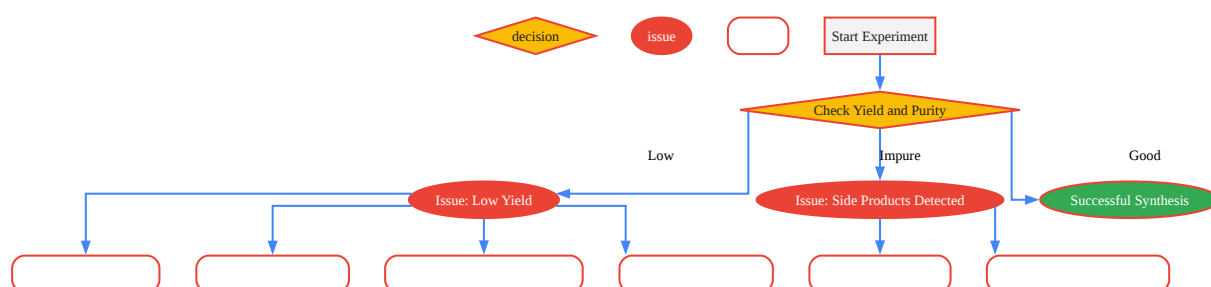 decision
issue
Start Experiment
Check Yield and Purity
Low
Impure
Good
Issue: Low Yield
Issue: Side Products Detected
Successful Synthesis